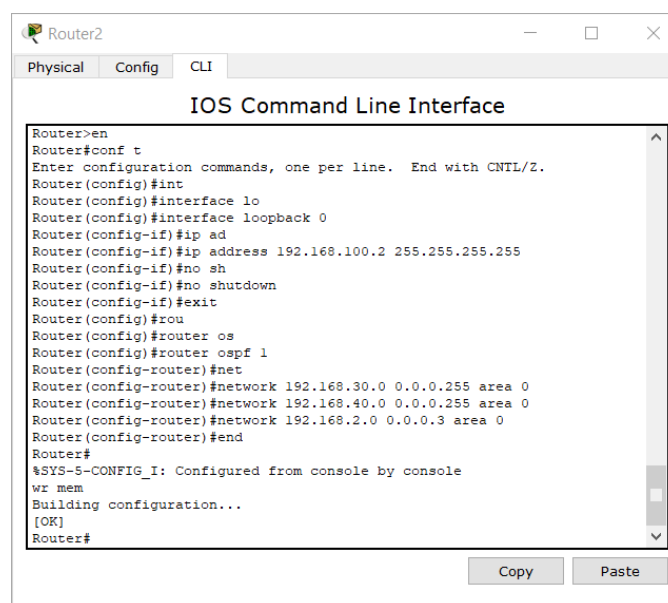 Router2
Physical Config CLI
IOS Command Line Interface
Router>en
Router#conf t
Enter configuration commands, one per line.  End with CNTL/Z.
Router(config)#int
Router(config)#interface lo
Router(config)#interface loopback 0
Router(config-if)#ip ad
Router(config-if)#ip address 192.168.100.2 255.255.255.255
Router(config-if)#no sh
Router(config-if)#no shutdown
Router(config-if)#exit
Router(config)#rou
Router(config)#router os
Router(config)#router ospf 1
Router(config-router)#net
Router(config-router)#network 192.168.30.0 0.0.0.255 area 0
Router(config-router)#network 192.168.40.0 0.0.0.255 area 0
Router(config-router)#network 192.168.2.0 0.0.0.3 area 0
Router(config-router)#end
Router#
%SYS-5-CONFIG_I: Configured from console by console
wr mem
Building configuration...
[OK]
Router#
Copy Paste